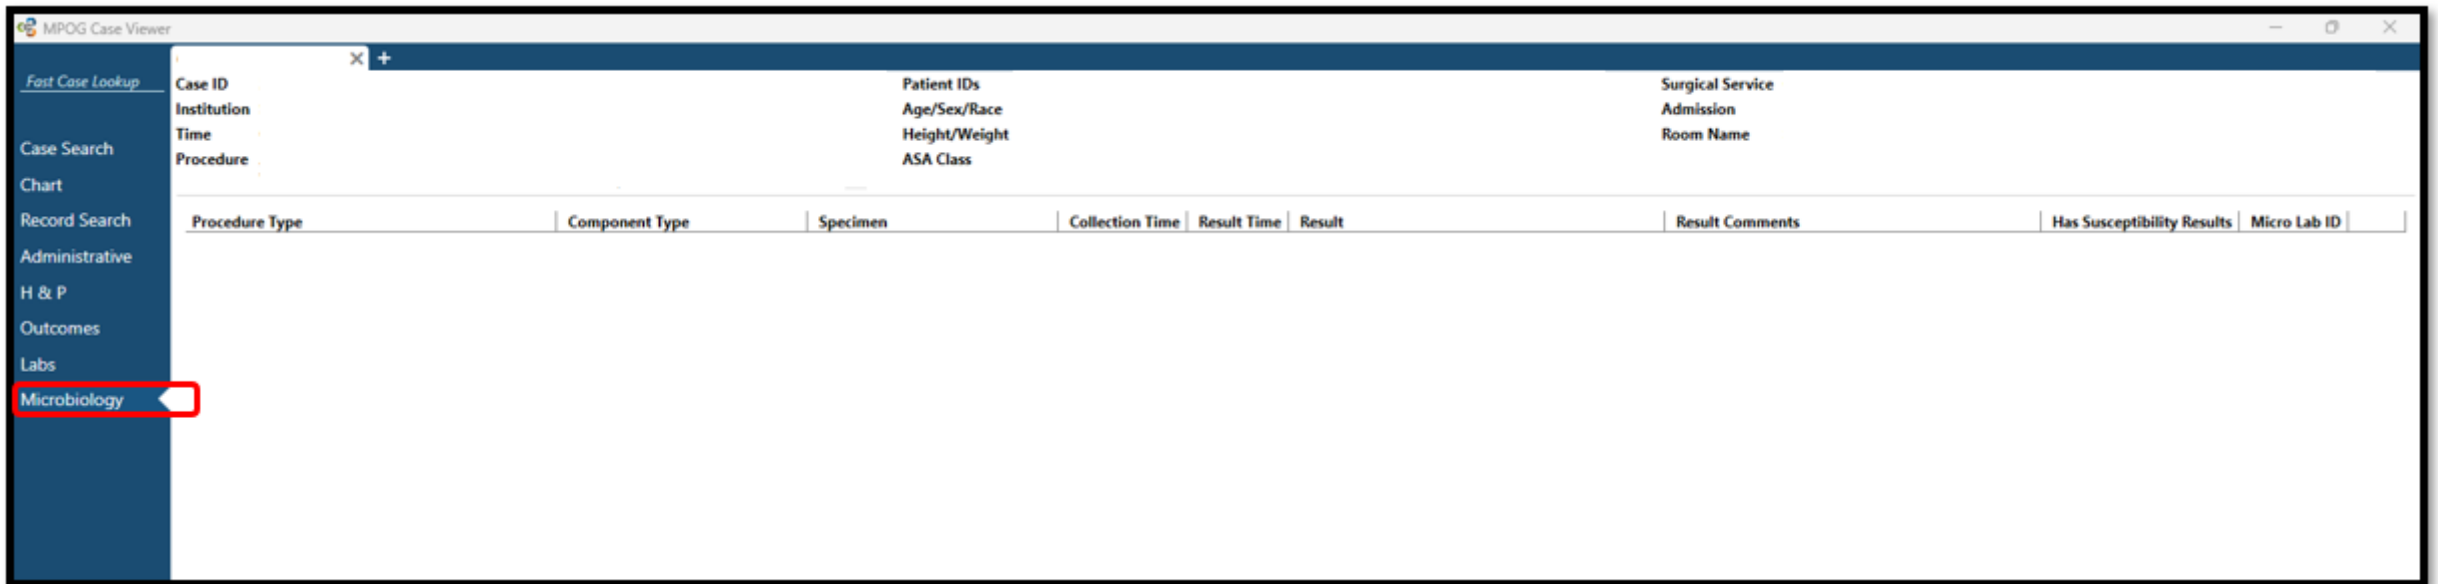 MPOG Case Viewer
Fast Case Lookup
Case Search
Chart
Record Search
Administrative
H & P
Outcomes
Labs
Microbiology
Case ID
Institution
Time
Procedure
Patient IDs
Age/Sex/Race
Height/Weight
ASA Class
Surgical Service
Admission
Room Name
Procedure Type Component Type Specimen Collection Time Result Time Result Result Comments Has Susceptibility Results Micro Lab ID